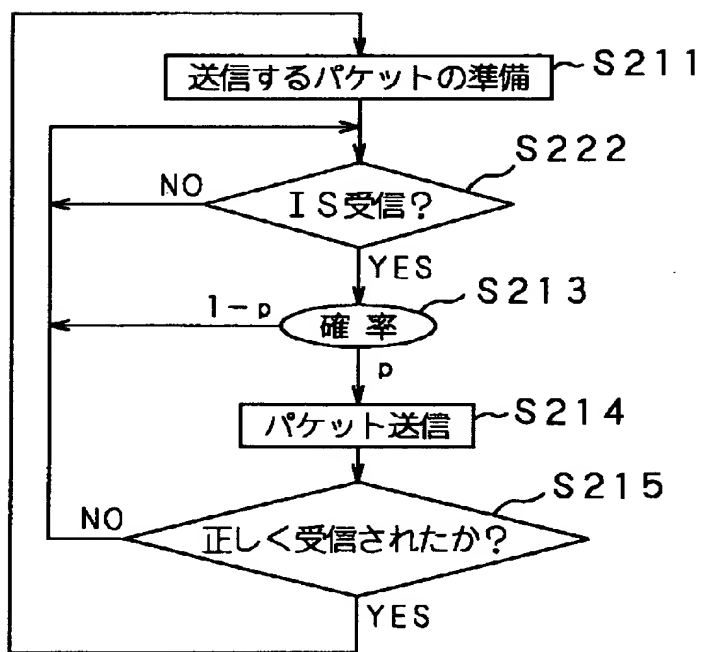 送信するパケットの準備
S211
S222
NO
IS受信?
YES
S213
1-p
確率
p
S214
パケット送信
S215
NO
正しく受信されたか?
YES